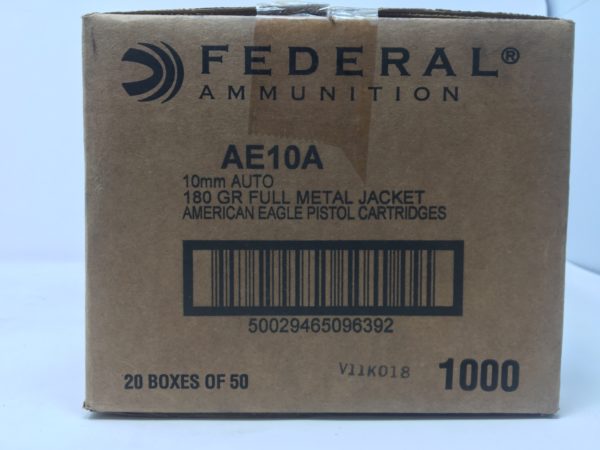 FEDERAL®
AMMUNITION
AE10A
10mm AUTO
180 GR FULL METAL JACKET
AMERICAN EAGLE PISTOL CARTRIDGES
50029465096392
20 BOXES OF 50
V11K018
1000